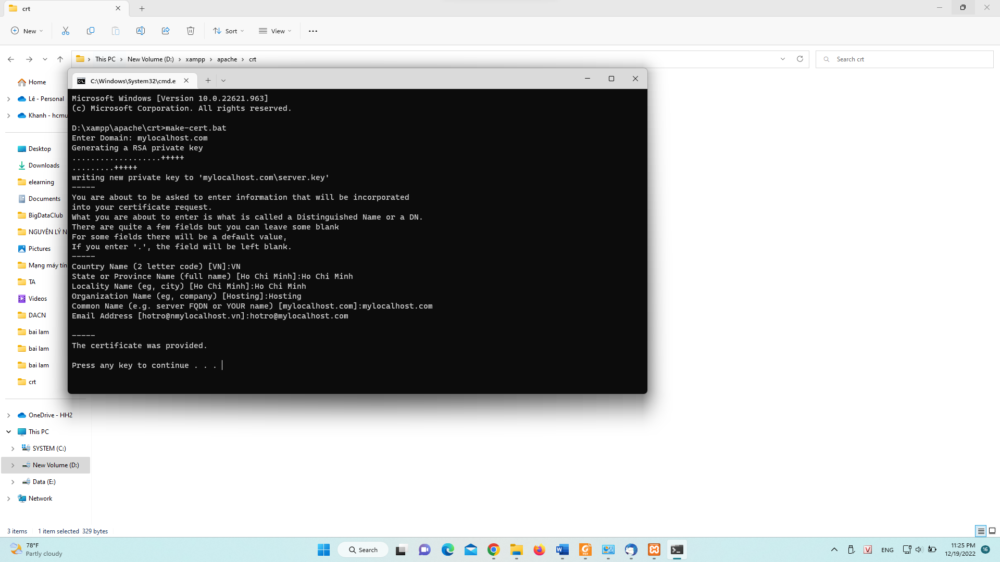 crt
New
Sort
View
This PC > New Volume (D:) > xampp > apache > crt
Search crt
Home
Lê - Personal
Khanh - hcmu
Desktop
Downloads
elearning
Documents
BigDataClub
NGUYÊN LÝ N
Pictures
Mạng máy tín
TA
Videos
DACN
bai lam
bai lam
bai lam
crt
OneDrive - HH2
This PC
SYSTEM (C:)
New Volume (D:)
Data (E:)
Network
C:\Windows\System32\cmd.e
Microsoft Windows [Version 10.0.22621.963]
(c) Microsoft Corporation. All rights reserved.
D:\xampp\apache\crt>make-cert.bat
Enter Domain: mylocalhost.com
Generating a RSA private key
...................+++++
.........+++++
writing new private key to 'mylocalhost.com\server.key'
-----
You are about to be asked to enter information that will be incorporated
into your certificate request.
What you are about to enter is what is called a Distinguished Name or a DN.
There are quite a few fields but you can leave some blank
For some fields there will be a default value,
If you enter '.', the field will be left blank.
-----
Country Name (2 letter code) [VN]:VN
State or Province Name (full name) [Ho Chi Minh]:Ho Chi Minh
Locality Name (eg, city) [Ho Chi Minh]:Ho Chi Minh
Organization Name (eg, company) [Hosting]:Hosting
Common Name (e.g. server FQDN or YOUR name) [mylocalhost.com]:mylocalhost.com
Email Address [hotro@nmylocalhost.vn]:hotro@mylocalhost.com
-----
The certificate was provided.
Press any key to continue . . .
3 items 1 item selected 329 bytes
78°F
Partly cloudy
Search
ENG
11:25 PM
12/19/2022
16